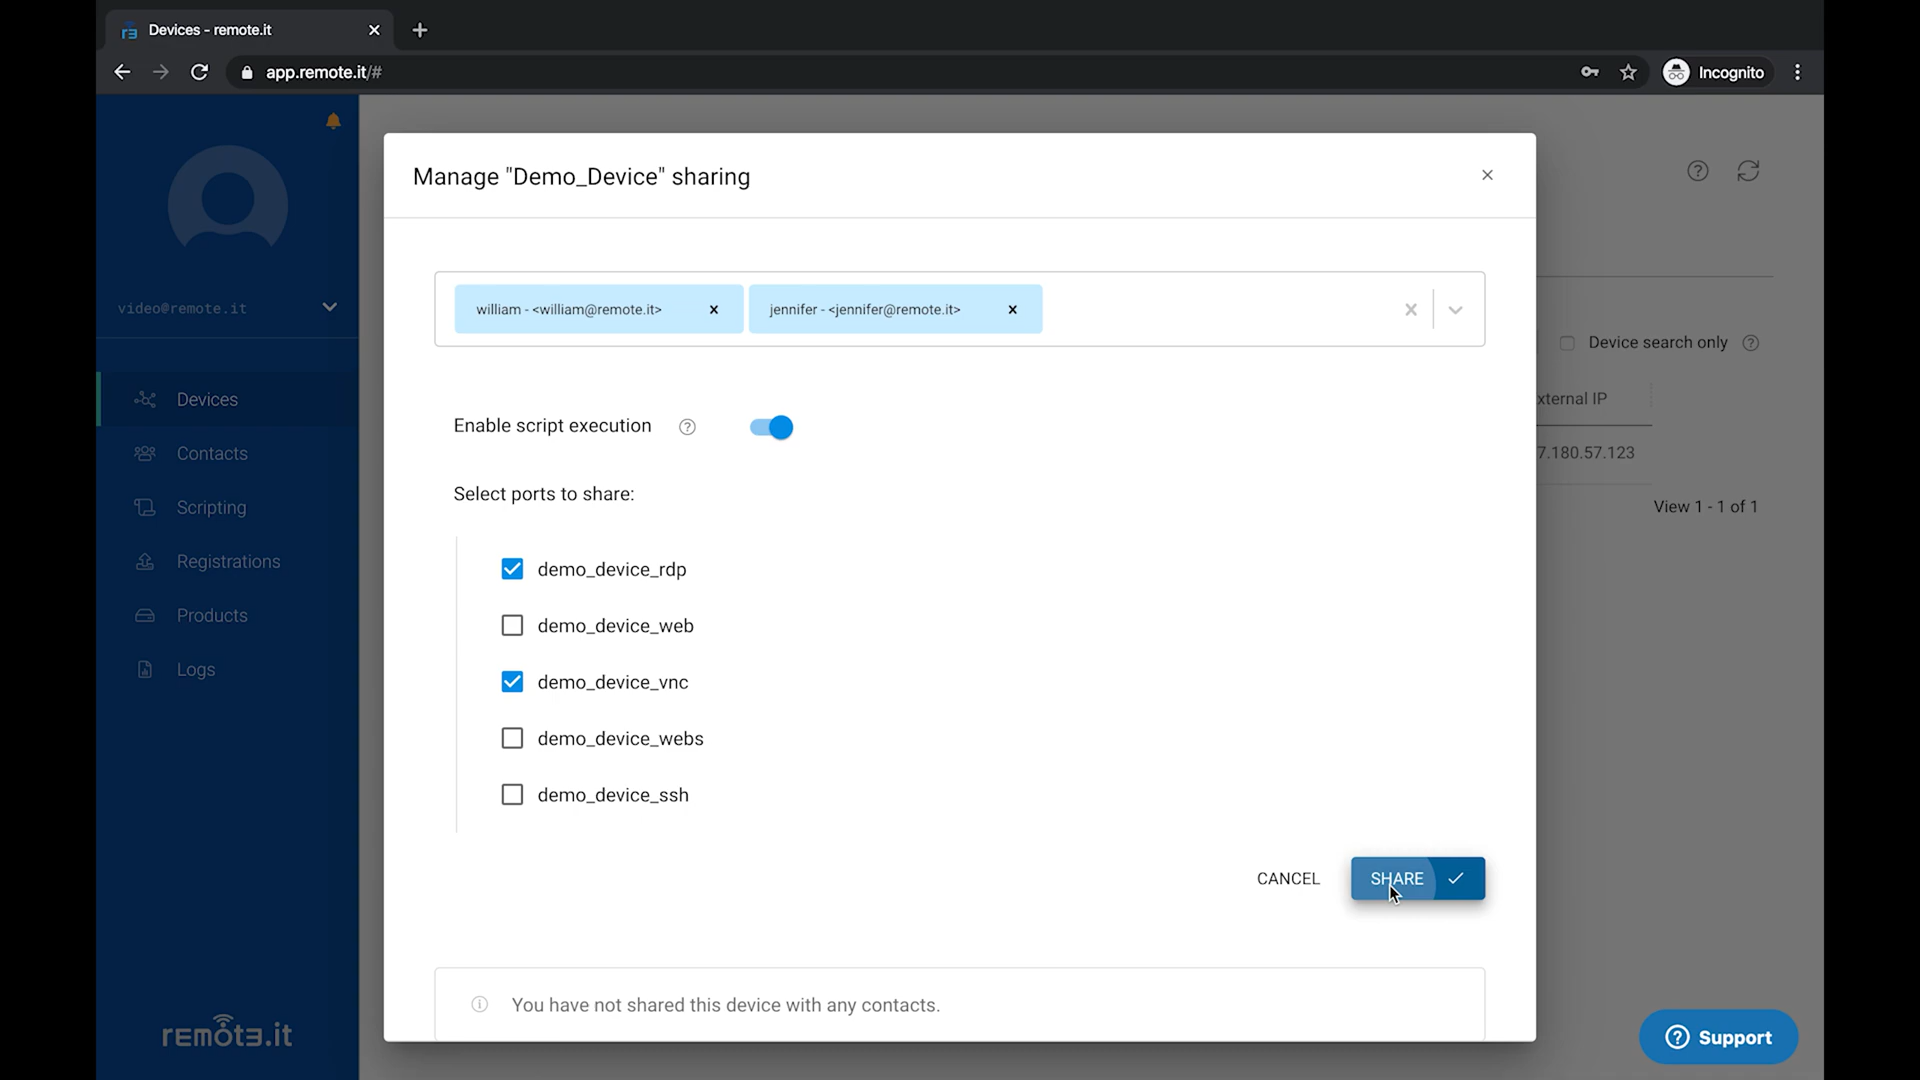 Devices - remote.it
app.remote.it/#
Incognito
video@remote.it
Devices
Contacts
Scripting
Registrations
Products
Logs
remote.it
Manage "Demo_Device" sharing
william - <william@remote.it>
jennifer - <jennifer@remote.it>
Enable script execution
Select ports to share:
demo_device_rdp
demo_device_web
demo_device_vnc
demo_device_webs
demo_device_ssh
CANCEL
SHARE
You have not shared this device with any contacts.
Device search only
xternal IP
7.180.57.123
View 1 - 1 of 1
Support